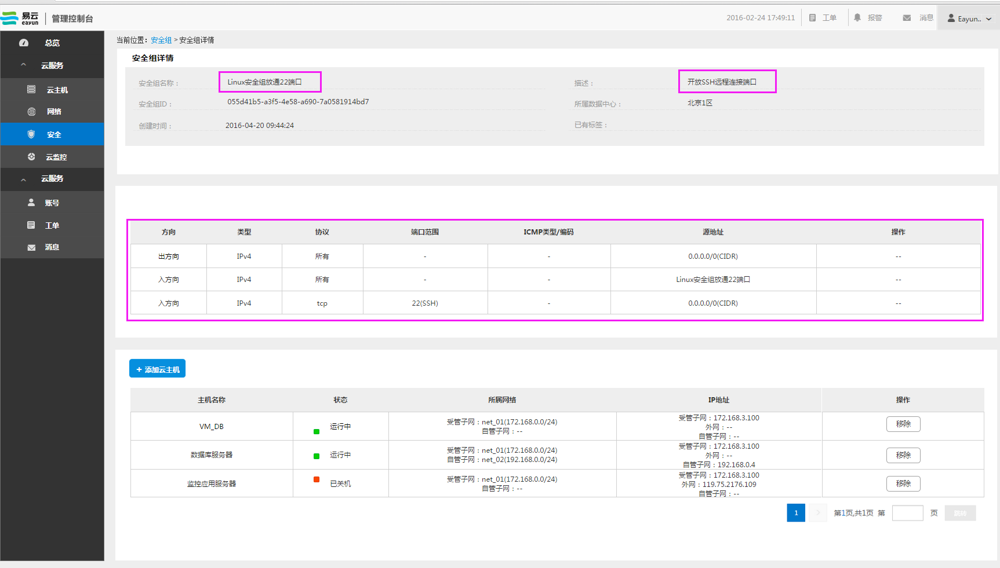 易云
eayun
管理控制台
2016-02-24 17:49:11
工单
报警
消息
Eayun..
总览
云服务
云主机
网络
安全
云监控
云服务
账号
工单
消息
当前位置：安全组 > 安全组详情
安全组详情
安全组名称：
Linux安全组放通22端口
描述：
开放SSH远程连接端口
安全组ID：
055d41b5-a3f5-4e58-a690-7a0581914bd7
所属数据中心：
北京1区
创建时间：
2016-04-20 09:44:24
已有标签：
方向 类型 协议 端口范围 ICMP类型/编码 源地址 操作
出方向 IPv4 所有 - - 0.0.0.0/0(CIDR) --
入方向 IPv4 所有 - - Linux安全组放通22端口 --
入方向 IPv4 tcp 22(SSH) - 0.0.0.0/0(CIDR) --
+ 添加云主机
主机名称 状态 所属网络 IP地址 操作
VM_DB
运行中
受管子网：net_01(172.168.0.0/24)
自管子网：--
受管子网：172.168.3.100
外网：--
自管子网：--
移除
数据库服务器
运行中
受管子网：net_01(172.168.0.0/24)
自管子网：net_02(192.168.0.0/24)
受管子网：172.168.3.100
外网：--
自管子网：192.168.0.4
移除
监控应用服务器
已关机
受管子网：net_01(172.168.0.0/24)
自管子网：--
受管子网：172.168.3.100
外网：119.75.2176.109
自管子网：--
移除
1 > 第1页,共1页 第 页 跳转